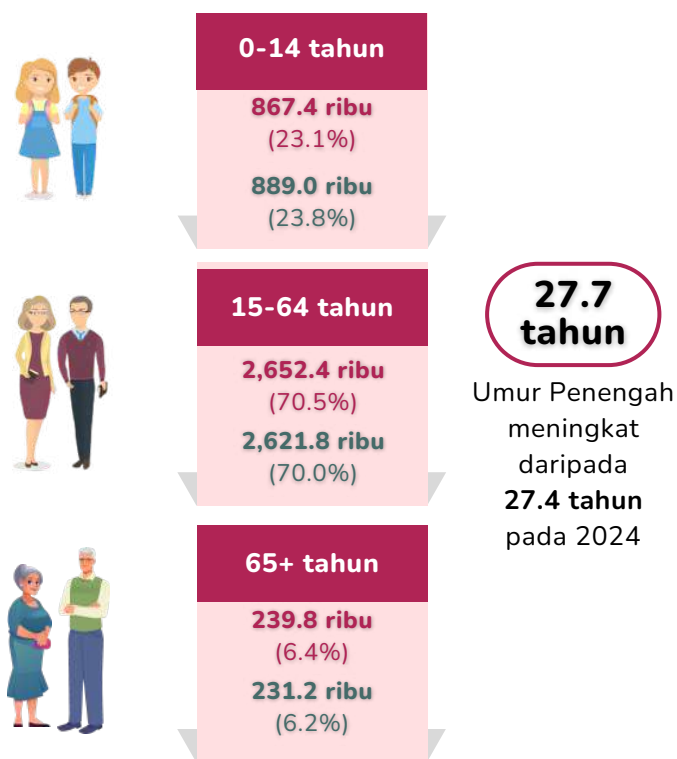 0-14 tahun
867.4 ribu
(23.1%)
889.0 ribu
(23.8%)
15-64 tahun
2,652.4 ribu
(70.5%)
2,621.8 ribu
(70.0%)
27.7
tahun
Umur Penengah
meningkat
daripada
27.4 tahun
pada 2024
65+ tahun
239.8 ribu
(6.4%)
231.2 ribu
(6.2%)